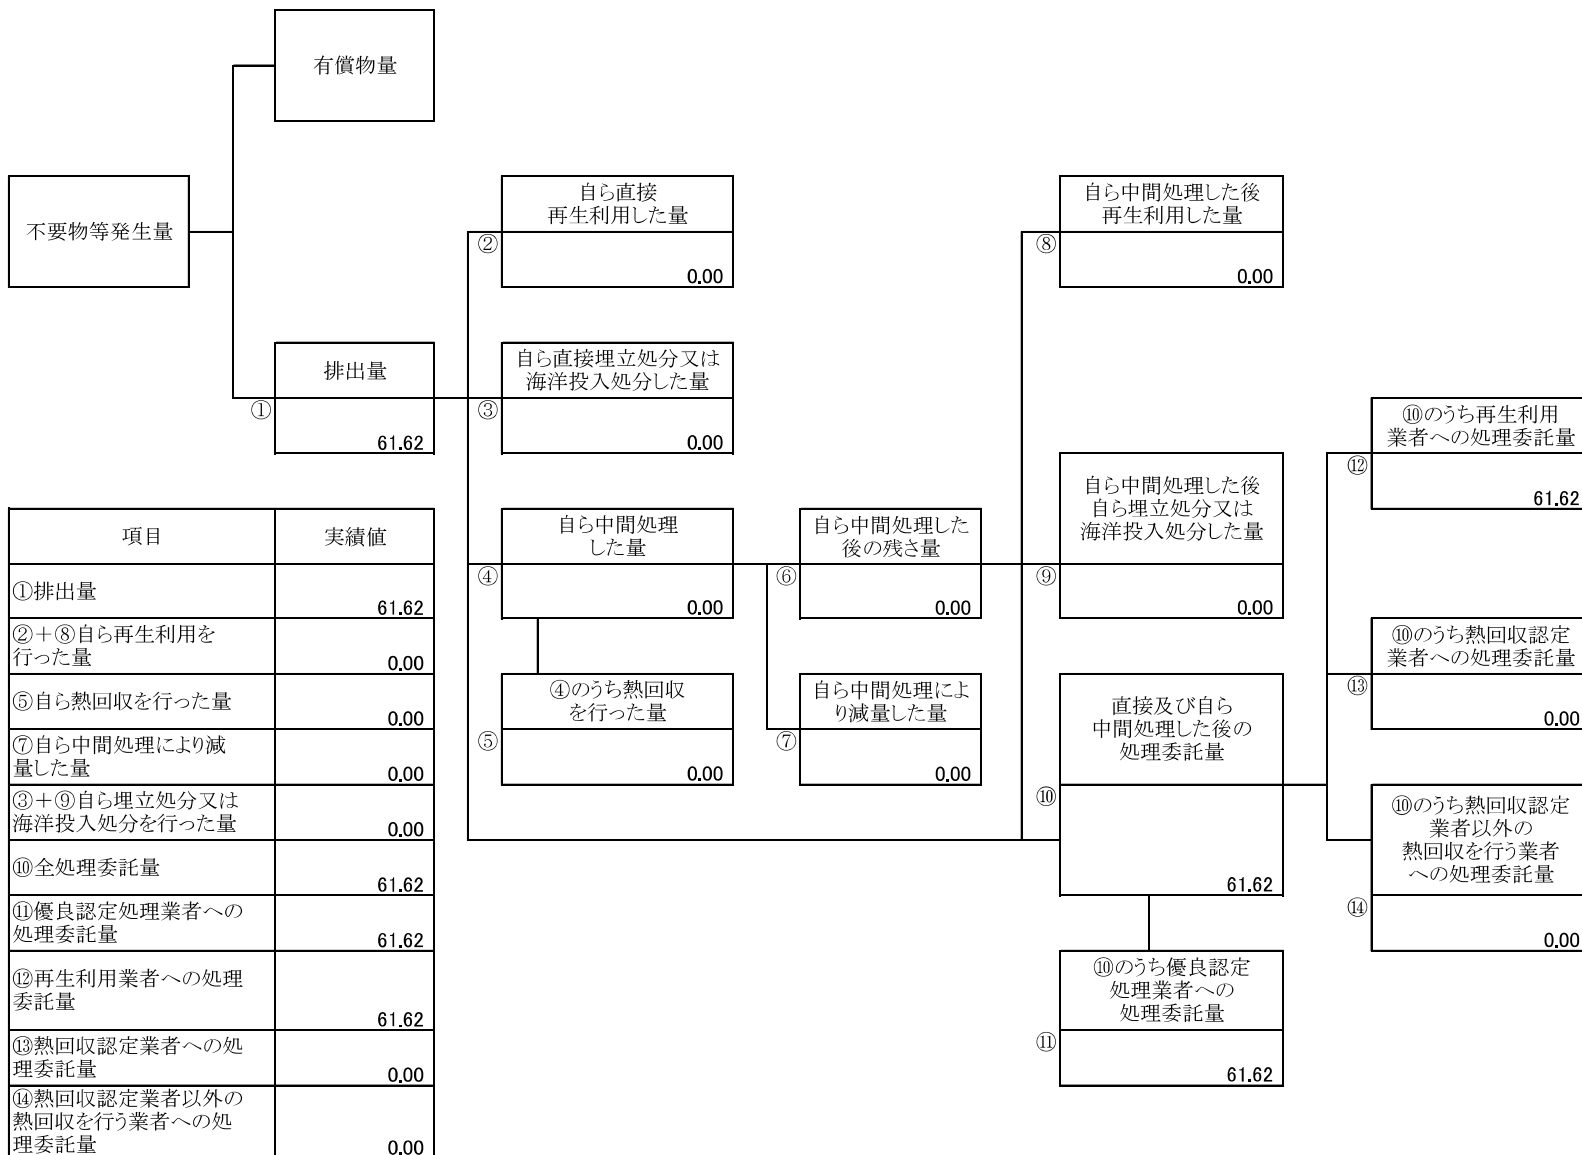 有償物量
不要物等発生量
排出量
①
61.62
自ら直接
再生利用した量
②
0.00
自ら直接埋立処分又は
海洋投入処分した量
③
0.00
自ら中間処理
した量
④
0.00
④のうち熱回収
を行った量
⑤
0.00
自ら中間処理した
後の残さ量
⑥
0.00
自ら中間処理によ
り減量した量
⑦
0.00
自ら中間処理した後
再生利用した量
⑧
0.00
自ら中間処理した後
自ら埋立処分又は
海洋投入処分した量
⑨
0.00
直接及び自ら
中間処理した後の
処理委託量
⑩
61.62
⑩のうち優良認定
処理業者への
処理委託量
⑪
61.62
⑩のうち再生利用
業者への処理委託量
⑫
61.62
⑩のうち熱回収認定
業者への処理委託量
⑬
0.00
⑩のうち熱回収認定
業者以外の
熱回収を行う業者
への処理委託量
⑭
0.00
項目 実績値
①排出量 61.62
②+⑧自ら再生利用を
行った量 0.00
⑤自ら熱回収を行った量 0.00
⑦自ら中間処理により減
量した量 0.00
③+⑨自ら埋立処分又は
海洋投入処分を行った量 0.00
⑩全処理委託量 61.62
⑪優良認定処理業者への
処理委託量 61.62
⑫再生利用業者への処理
委託量 61.62
⑬熱回収認定業者への処
理委託量 0.00
⑭熱回収認定業者以外の
熱回収を行う業者への処
理委託量 0.00